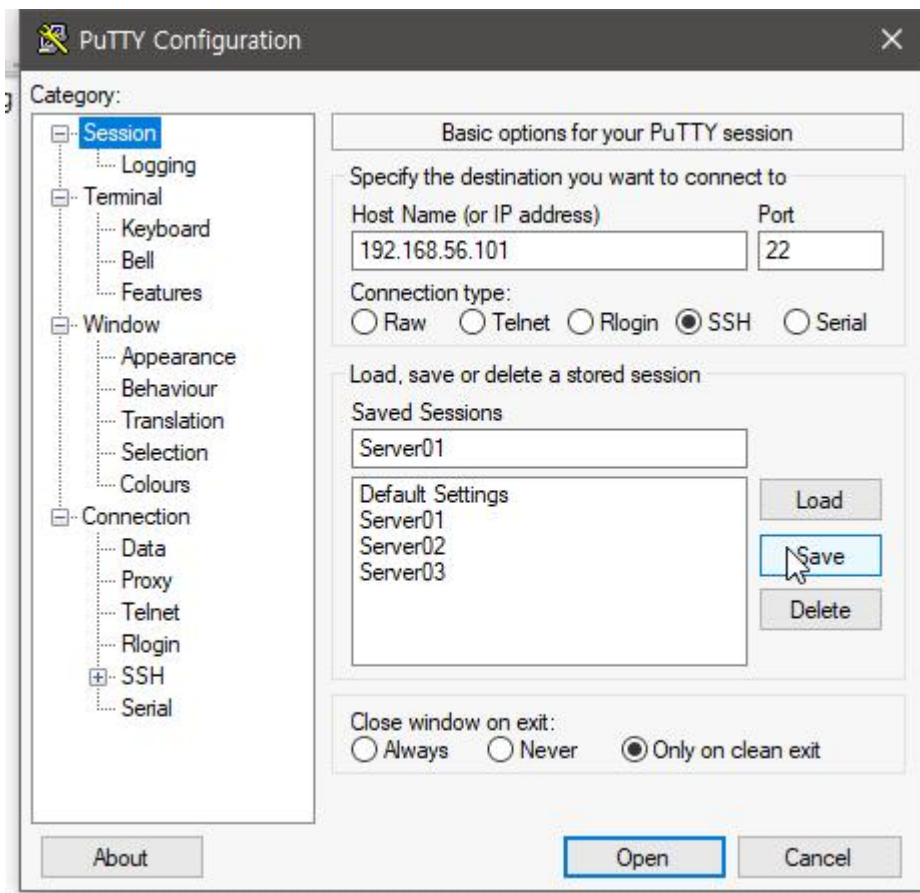 PuTTY Configuration
Category:
Session
Logging
Terminal
Keyboard
Bell
Features
Window
Appearance
Behaviour
Translation
Selection
Colours
Connection
Data
Proxy
Telnet
Rlogin
SSH
Serial
Basic options for your PuTTY session
Specify the destination you want to connect to
Host Name (or IP address) Port
192.168.56.101 22
Connection type:
Raw Telnet Rlogin SSH Serial
Load, save or delete a stored session
Saved Sessions
Server01
Default Settings
Server01
Server02
Server03
Load
Save
Delete
Close window on exit:
Always Never Only on clean exit
About Open Cancel